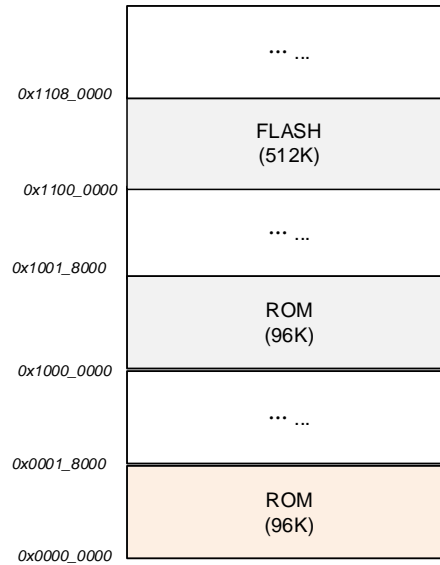 ... ...
0x1108_0000
FLASH
(512K)
0x1100_0000
... ...
0x1001_8000
ROM
(96K)
0x1000_0000
... ...
0x0001_8000
ROM
(96K)
0x0000_0000